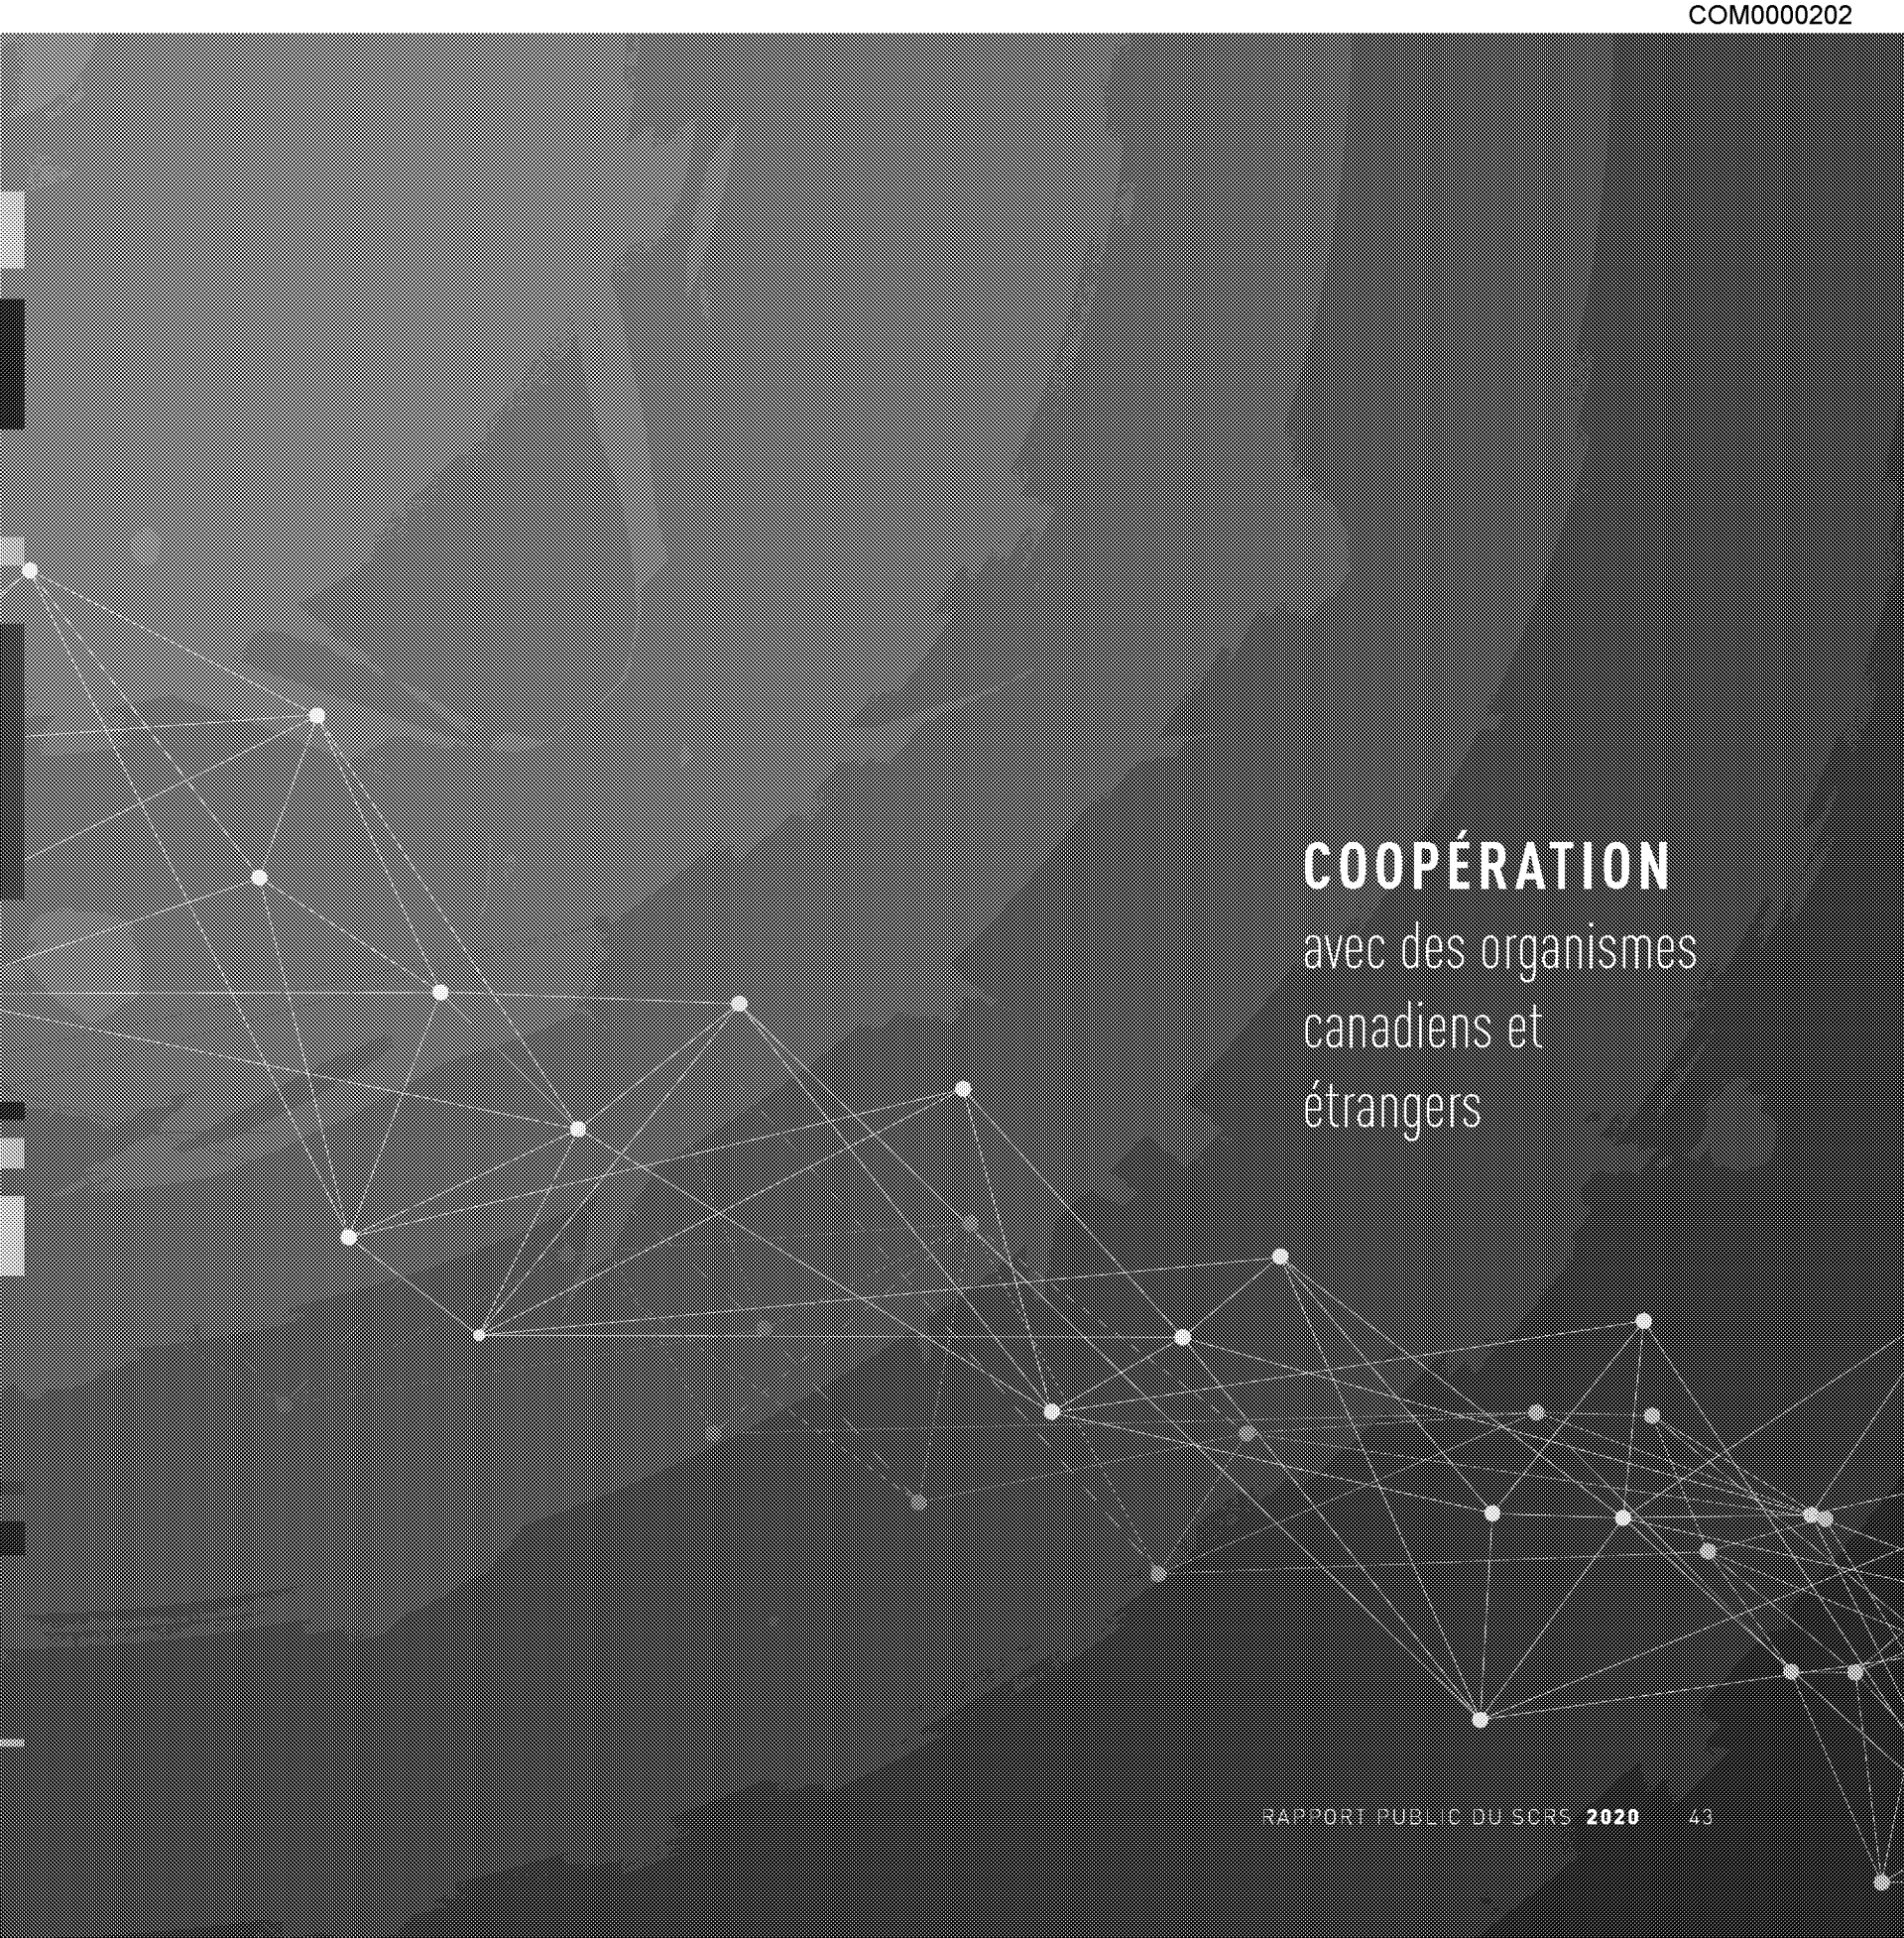 COM0000202
COOPÉRATION
avec des organismes
canadiens et
étrangers
RAPPORT PUBLIC DU SCRS 2020 43